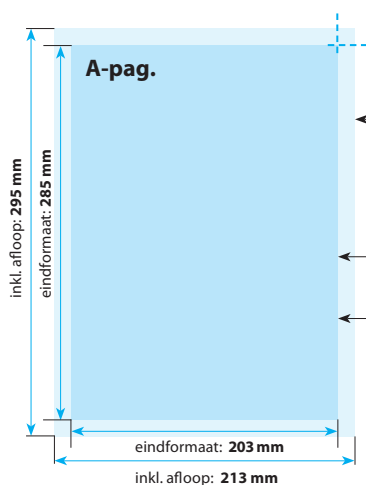 A-pag.
inkl. afloop: 295 mm
eindformaat: 285 mm
eindformaat: 203 mm
inkl. afloop: 213 mm